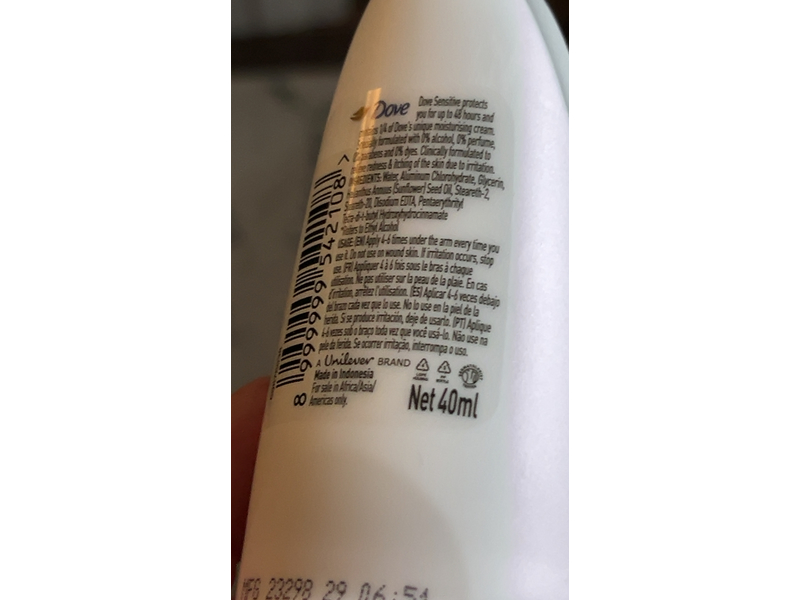 Dove
Dove Sensitive protects
you for up to 48 hours and
1/4 of Dove's unique moisturising cream.
formulated with 0% alcohol, 0% perfume,
and 0% dyes. Clinically formulated to
redness & itching of the skin due to irritation.
INGREDIENTS: Water, Aluminum Chlorohydrate, Glycerin,
Annuus (Sunflower) Seed Oil, Steareth-2,
Steareth-20, Disodium EDTA, Pentaerythrityl
Tetra-di-t-butyl Hydroxyhydrocinnamate
*Refers to Ethyl Alcohol
USAGE: (EN) Apply 4-6 times under the arm every time you
use it. Do not use on wound skin. If irritation occurs, stop
use. (FR) Appliquer 4 à 6 fois sous le bras à chaque
utilisation. Ne pas utiliser sur la peau de la plaie. En cas
d'irritation, arrêtez l'utilisation. (ES) Aplicar 4-6 veces debajo
del brazo cada vez que lo use. No lo use en la piel de la
herida. Si se produce irritación, deje de usarlo. (PT) Aplique
4-6 vezes sob o braço toda vez que você usá-lo. Não use na
pele da ferida. Se ocorrer irritação, interrompa o uso.
A Unilever BRAND
Made in Indonesia
For sale in Africa/Asia/
Americas only.
Net 40ml
8 999999 542108 >
MFG 23298 29 06:51